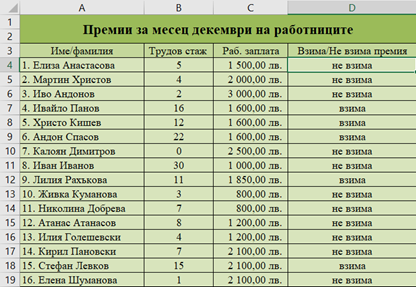 A B C D
1 Премии за месец декември на работниците
2
3 Име/фамилия Трудов стаж Раб. заплата Взима/Не взима премия
4 1. Елиза Анастасова 5 1 500,00 лв. не взима
5 2. Мартин Христов 4 2 000,00 лв. не взима
6 3. Иво Андонов 2 3 000,00 лв. не взима
7 4. Ивайло Панов 16 1 600,00 лв. взима
8 5. Христо Кишев 12 1 600,00 лв. взима
9 6. Андон Спасов 22 1 600,00 лв. взима
10 7. Калоян Димитров 0 2 500,00 лв. не взима
11 8. Иван Иванов 30 1 000,00 лв. не взима
12 9. Лилия Рахъкова 11 1 850,00 лв. взима
13 10. Живка Куманова 3 800,00 лв. не взима
14 11. Николина Добрева 7 800,00 лв. не взима
15 12. Атанас Атанасов 8 1 200,00 лв. не взима
16 13. Илия Голешевски 4 1 200,00 лв. не взима
17 14. Кирил Пановски 7 2 100,00 лв. не взима
18 15. Стефан Левков 15 2 100,00 лв. взима
19 16. Елена Шуманова 1 2 100,00 лв. не взима